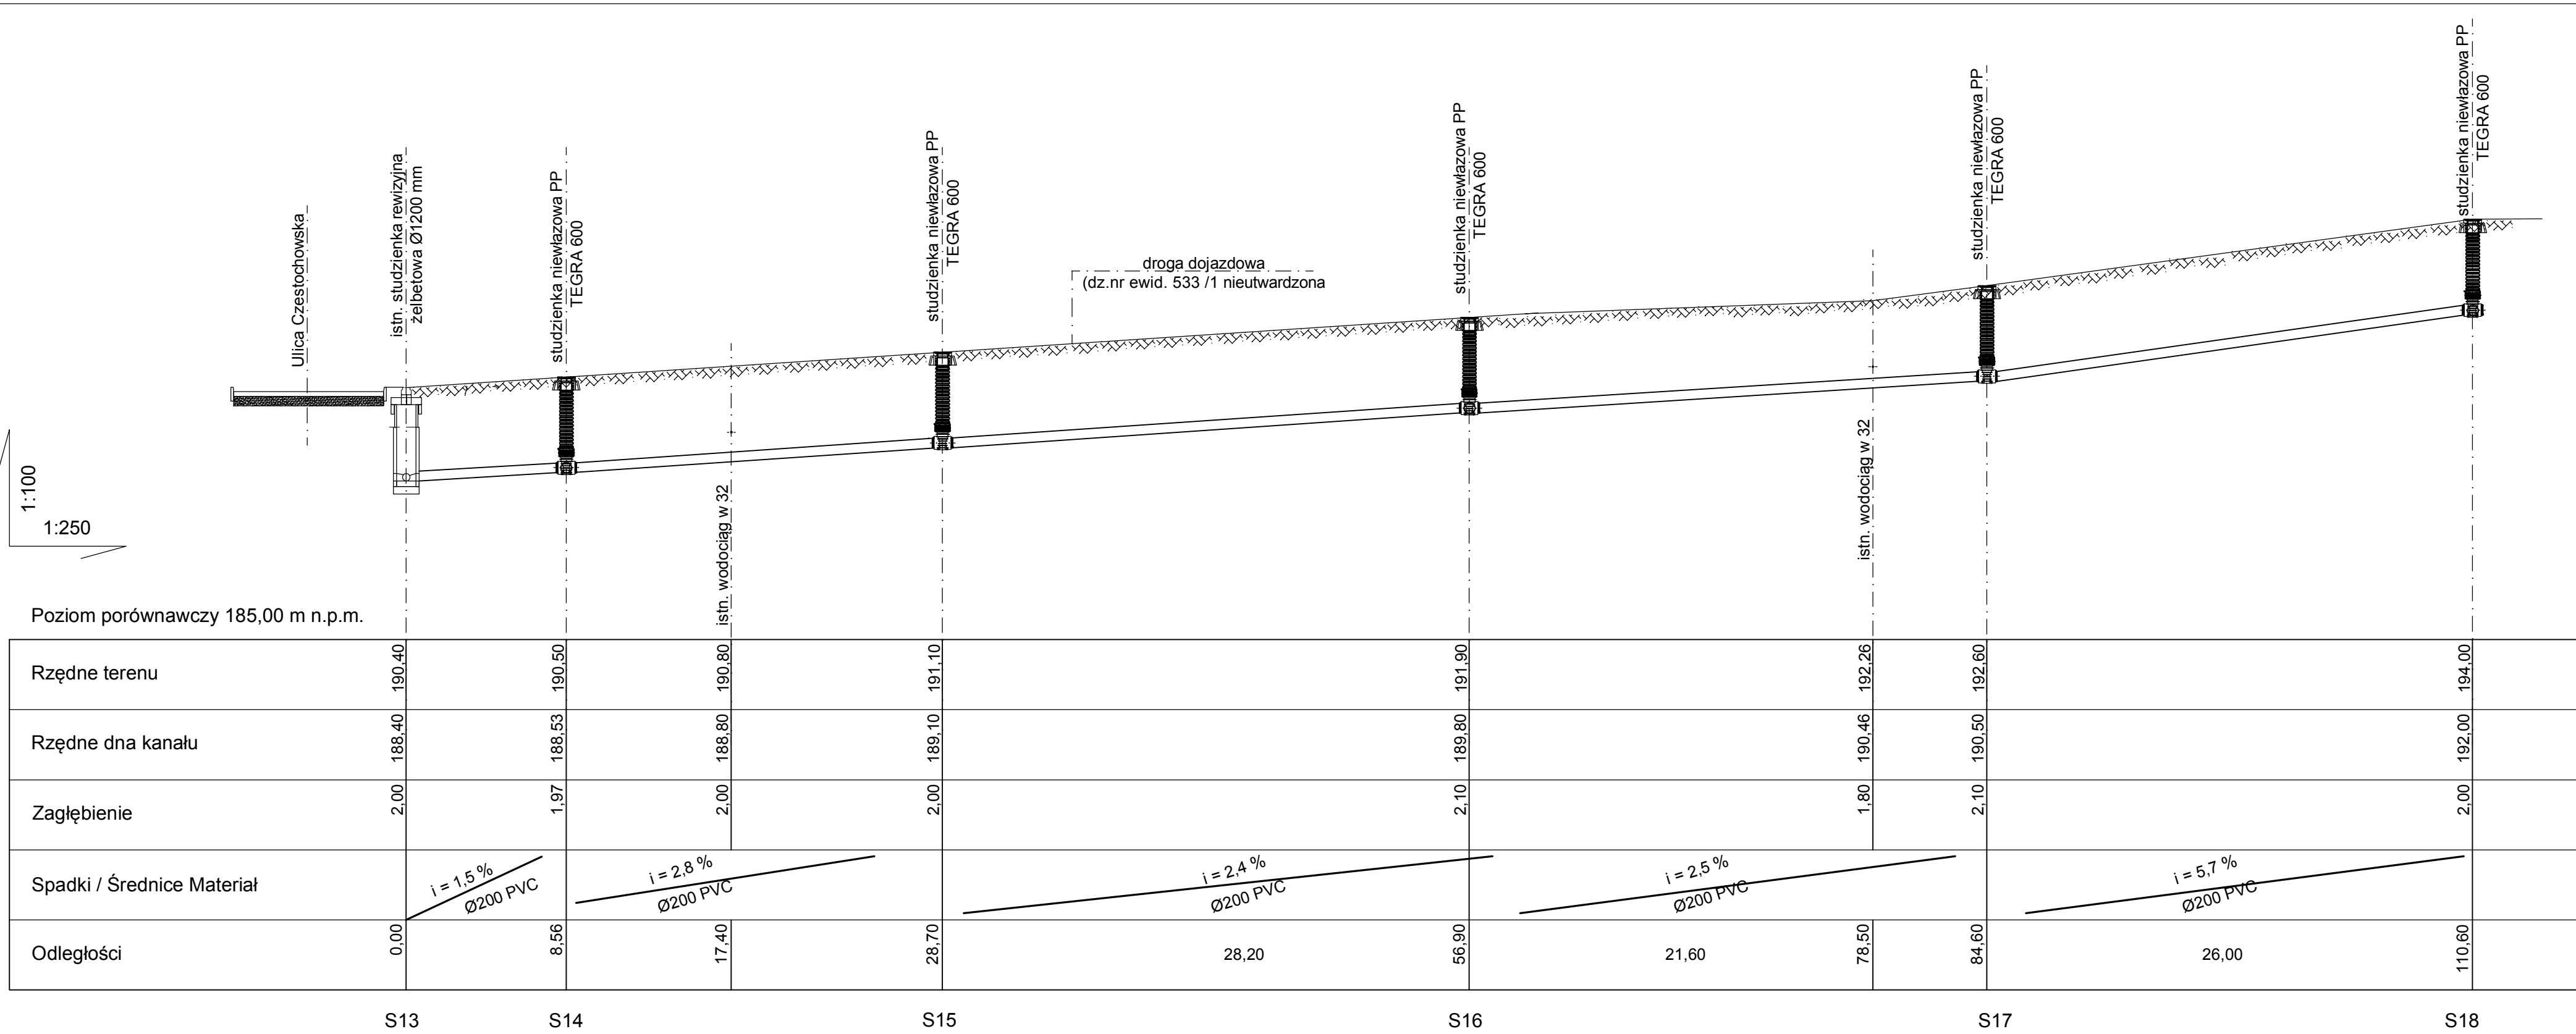 Ulica Czestochowska
istn. studzienka rewizyjna
żelbetowa Ø1200 mm
studzienka niewłazowa PP
TEGRA 600
istn. wodociąg w 32
studzienka niewłazowa PP
TEGRA 600
droga dojazdowa
(dz.nr ewid. 533 /1 nieutwardzona
studzienka niewłazowa PP
TEGRA 600
istn. wodociąg w 32
studzienka niewłazowa PP
TEGRA 600
studzienka niewłazowa PP
TEGRA 600
1:100
1:250
Poziom porównawczy 185,00 m n.p.m.
Rzędne terenu 190,40 190,50 190,80 191,10 191,90 192,26 192,60 194,00
Rzędne dna kanału 188,40 188,53 188,80 189,10 189,80 190,46 190,50 192,00
Zagłębienie 2,00 1,97 2,00 2,00 2,10 1,80 2,10 2,00
Spadki / Średnice Materiał
i = 1,5 %
Ø200 PVC
i = 2,8 %
Ø200 PVC
i = 2,4 %
Ø200 PVC
i = 2,5 %
Ø200 PVC
i = 5,7 %
Ø200 PVC
Odległości 0,00 8,56 17,40 28,70 28,20 56,90 21,60 78,50 84,60 26,00 110,60
S13 S14 S15 S16 S17 S18